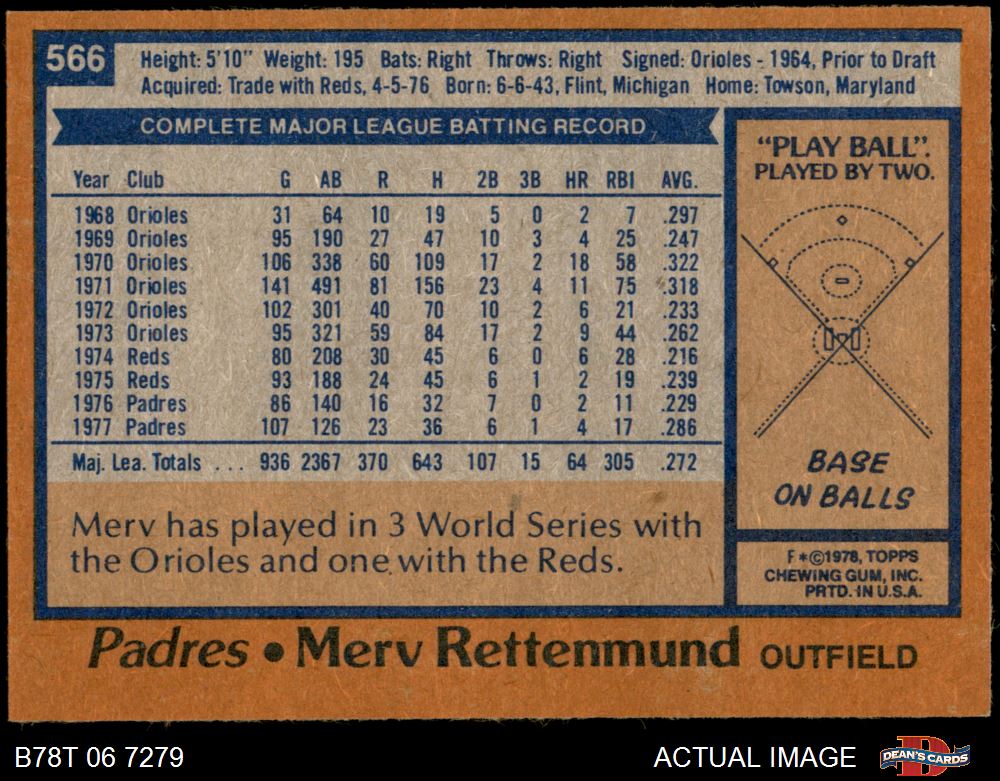 566
Height: 5'10" Weight: 195 Bats: Right Throws: Right Signed: Orioles - 1964, Prior to Draft
Acquired: Trade with Reds, 4-5-76 Born: 6-6-43, Flint, Michigan Home: Towson, Maryland
COMPLETE MAJOR LEAGUE BATTING RECORD
Year Club G AB R H 2B 3B HR RBI AVG.
1968 Orioles 31 64 10 19 5 0 2 7 .297
1969 Orioles 95 190 27 47 10 3 4 25 .247
1970 Orioles 106 338 60 109 17 2 18 58 .322
1971 Orioles 141 491 81 156 23 4 11 75 .318
1972 Orioles 102 301 40 70 10 2 6 21 .233
1973 Orioles 95 321 59 84 17 2 9 44 .262
1974 Reds 80 208 30 45 6 0 6 28 .216
1975 Reds 93 188 24 45 6 1 2 19 .239
1976 Padres 86 140 16 32 7 0 2 11 .229
1977 Padres 107 126 23 36 6 1 4 17 .286
Maj. Lea. Totals ... 936 2367 370 643 107 15 64 305 .272
Merv has played in 3 World Series with
the Orioles and one with the Reds.
"PLAY BALL".
PLAYED BY TWO.
BASE
ON BALLS
F*©1978, TOPPS
CHEWING GUM, INC.
PRTD. IN U.S.A.
Padres • Merv Rettenmund OUTFIELD
B78T 06 7279 ACTUAL IMAGE D DEAN'S CARDS